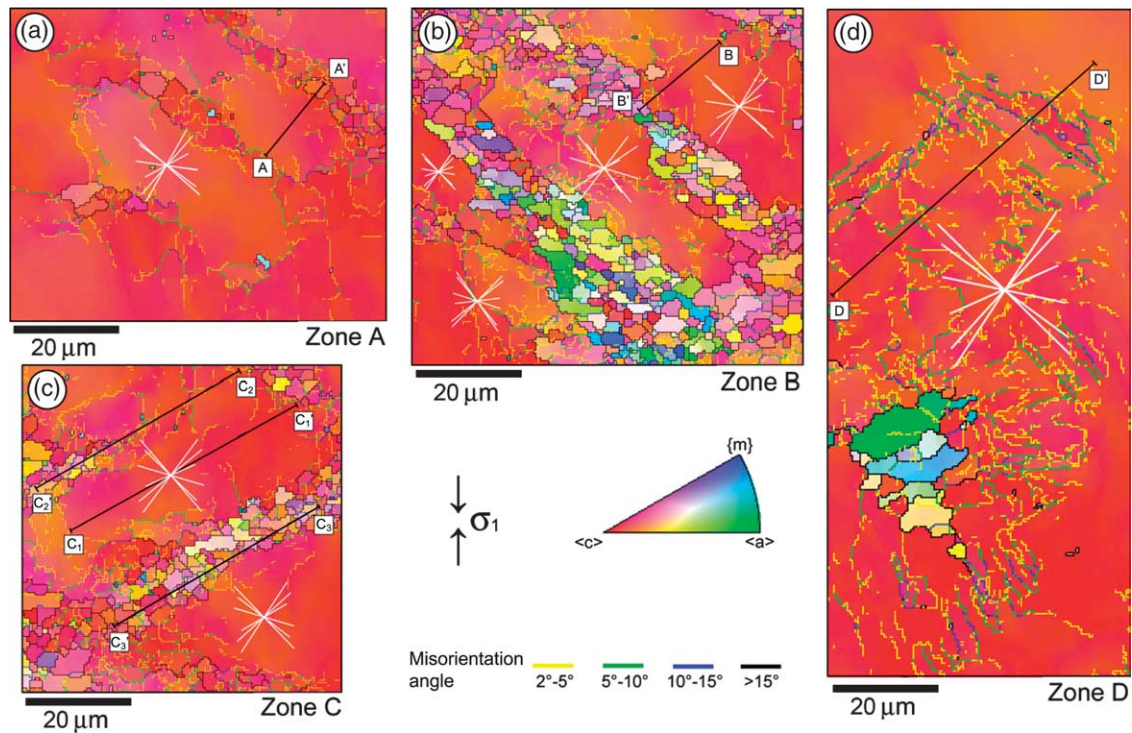 (a)
A'
A
20 μm
Zone A
(b)
B
B'
20 μm
Zone B
(c)
C2
C1'
C2'
C1
C3
C3'
20 μm
Zone C
σ1
{m}
<c>
<a>
Misorientation
angle
2°-5°
5°-10°
10°-15°
>15°
(d)
D'
D
20 μm
Zone D